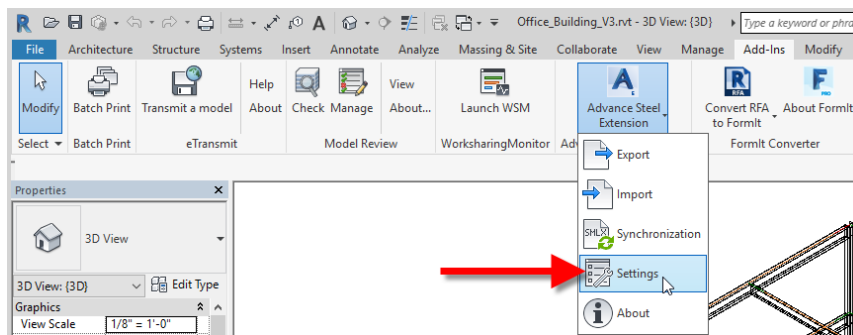 Office_Building_V3.rvt - 3D View: {3D}
Type a keyword or phra
File Architecture Structure Systems Insert Annotate Analyze Massing & Site Collaborate View Manage Add-Ins Modify
Help View
Modify Batch Print Transmit a model About Check Manage About... Launch WSM Advance Steel Extension Convert RFA to FormIt About FormIt
Select Batch Print eTransmit Model Review WorksharingMonitor Ad FormIt Converter
Export
Import
SMLX
Synchronization
Settings
About
Properties
3D View
3D View: {3D} Edit Type
Graphics
View Scale 1/8" = 1'-0"